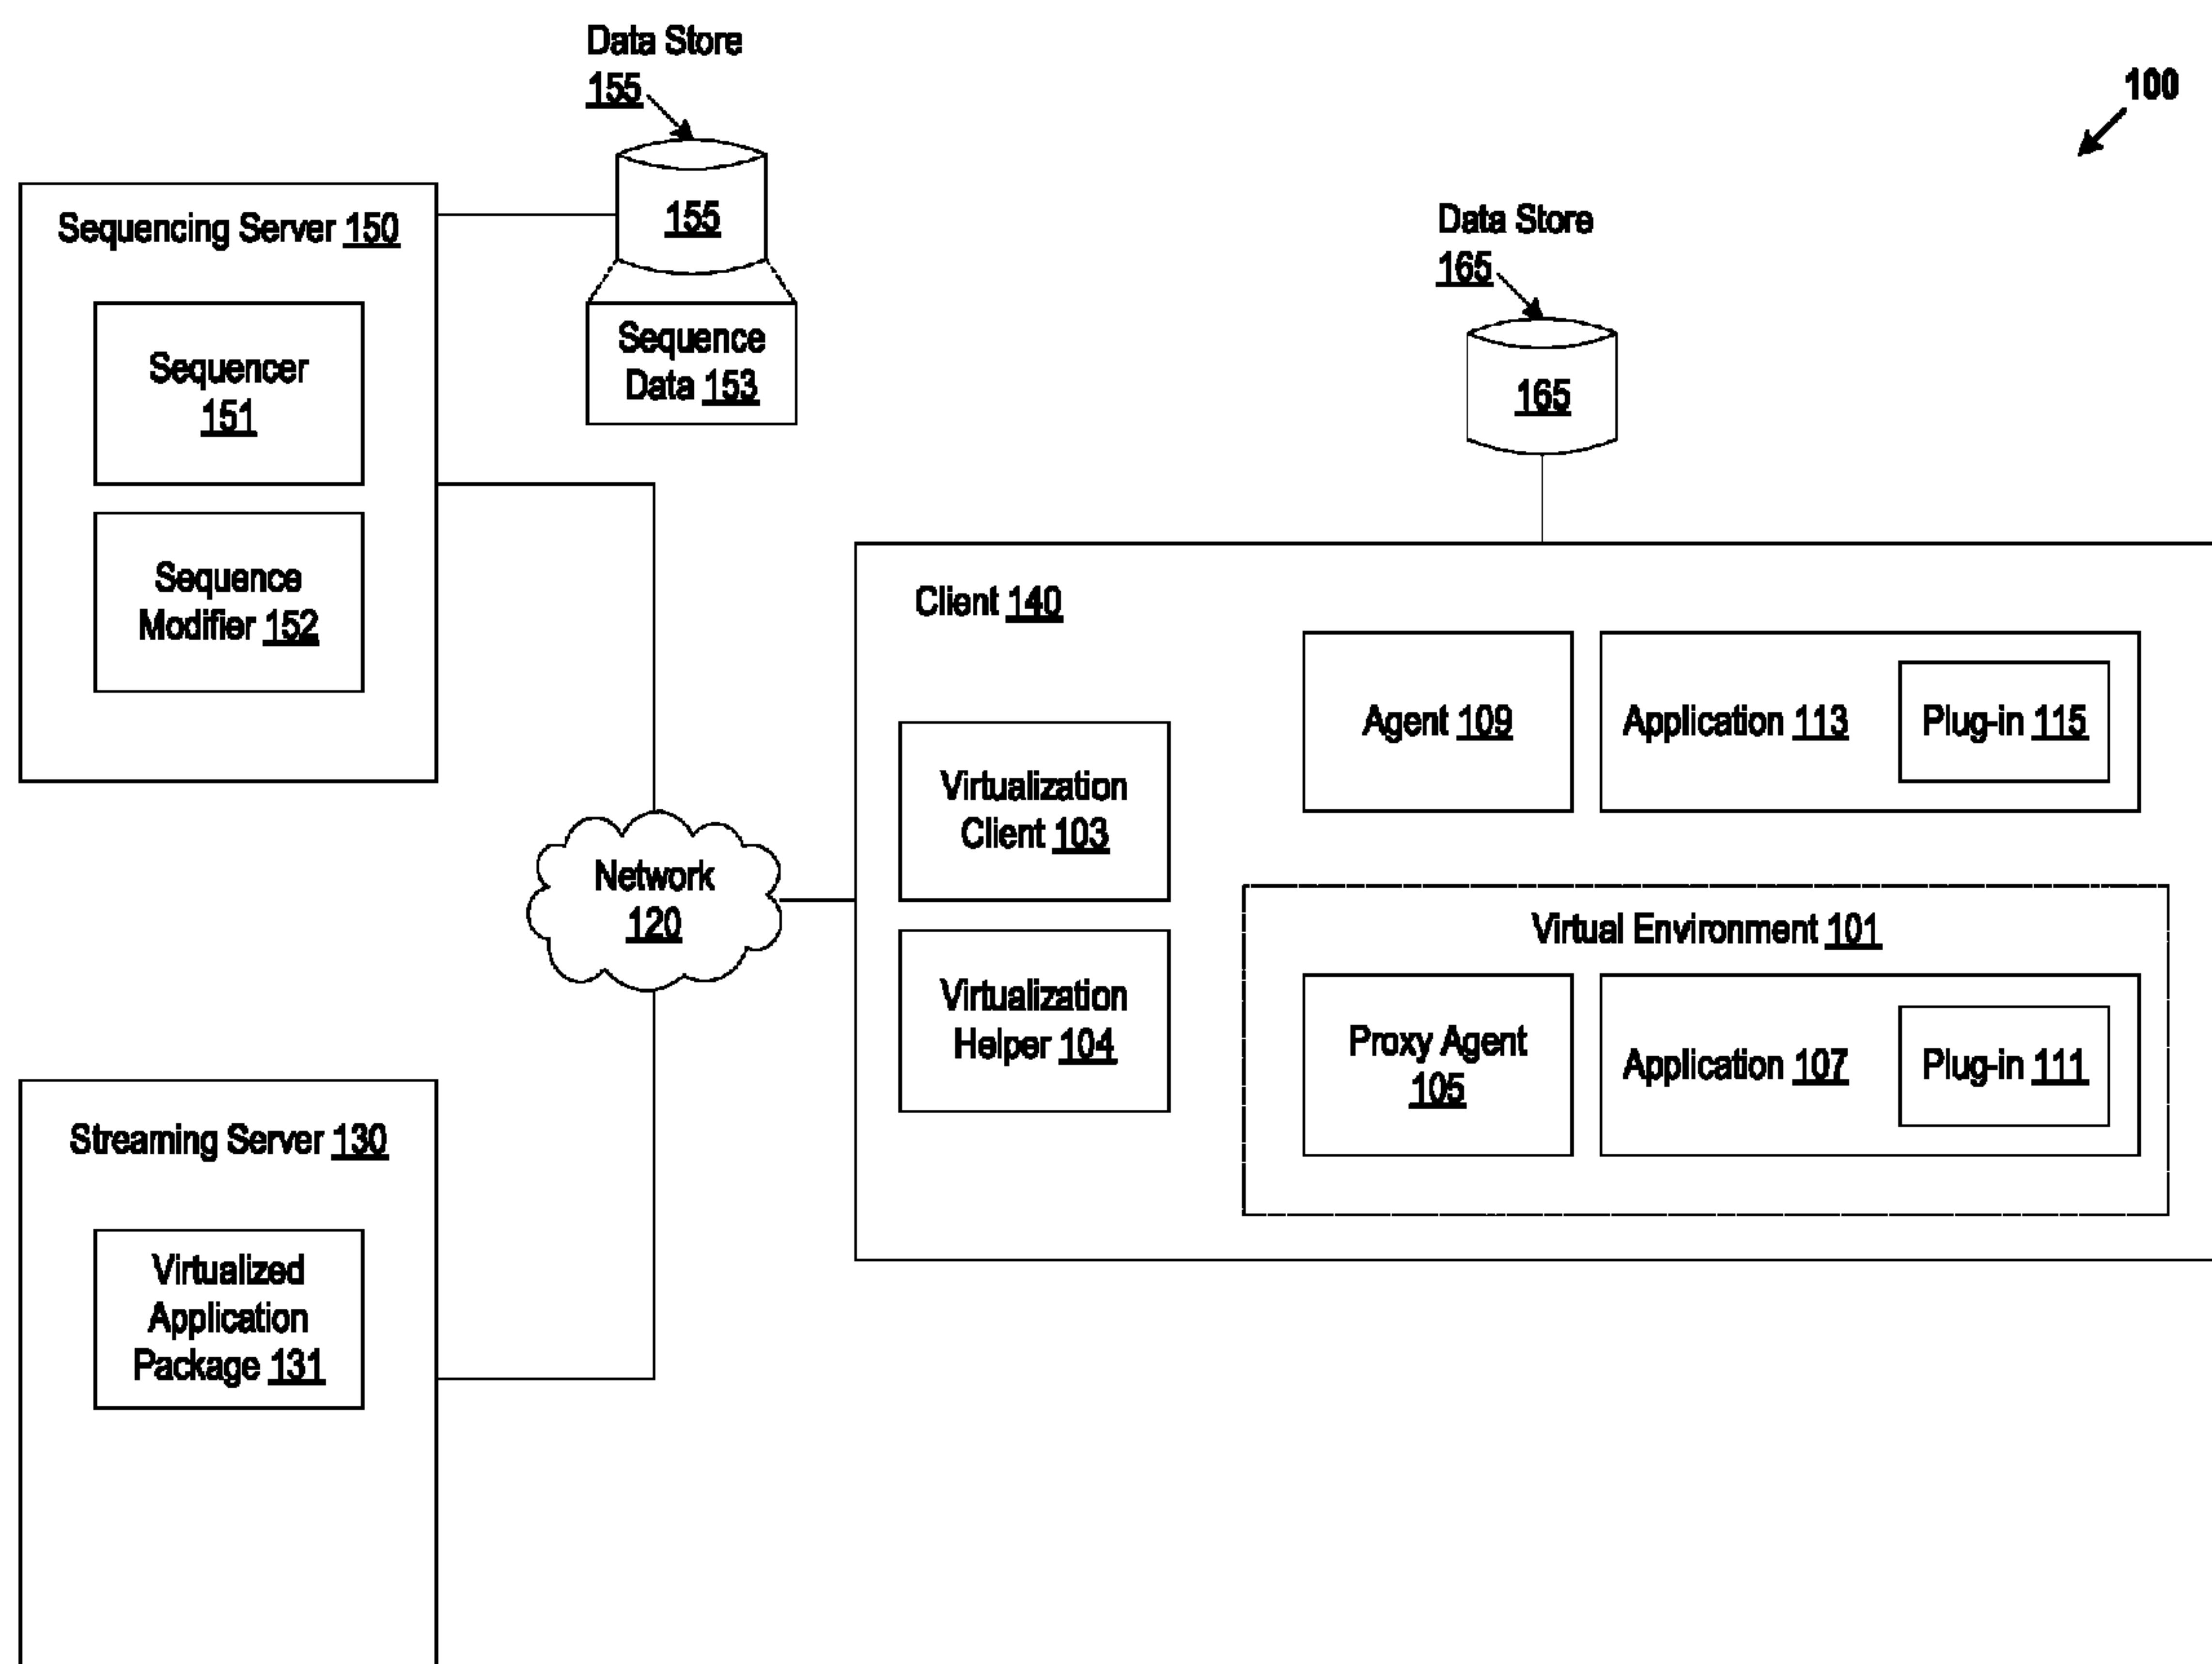 Data Store
155
100
155
Sequencing Server 150
Data Store
165
Sequence
Data 153
Sequencer
151
165
Sequence
Modifier 152
Client 140
Agent 109
Application 113
Plug-in 115
Virtualization
Client 103
Network
120
Virtual Environment 101
Virtualization
Helper 104
Proxy Agent
105
Application 107
Plug-in 111
Streaming Server 130
Virtualized
Application
Package 131